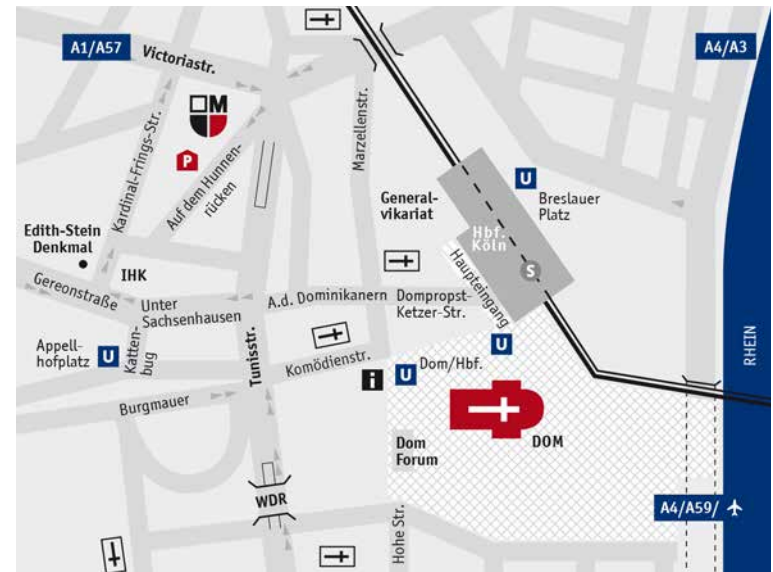 A1/A57
Victoriastr.
A4/A3
M
P
Kardinal-Frings-Str.
Auf dem Hunnen-
rücken
Marzellenstr.
General-
vikariat
U
Breslauer
Platz
Hbf.
Köln
S
Haupteingang
Edith-Stein
Denkmal
IHK
Gereonstraße
Unter
Sachsenhausen
A.d. Dominikanern
Dompropst-
Ketzer-Str.
Appell-
hofplatz
U
Katten-
bug
Tunisstr.
Komödienstr.
i
U
Dom/Hbf.
U
RHEIN
Burgmauer
DOM
Dom
Forum
WDR
Hohe Str.
A4/A59/